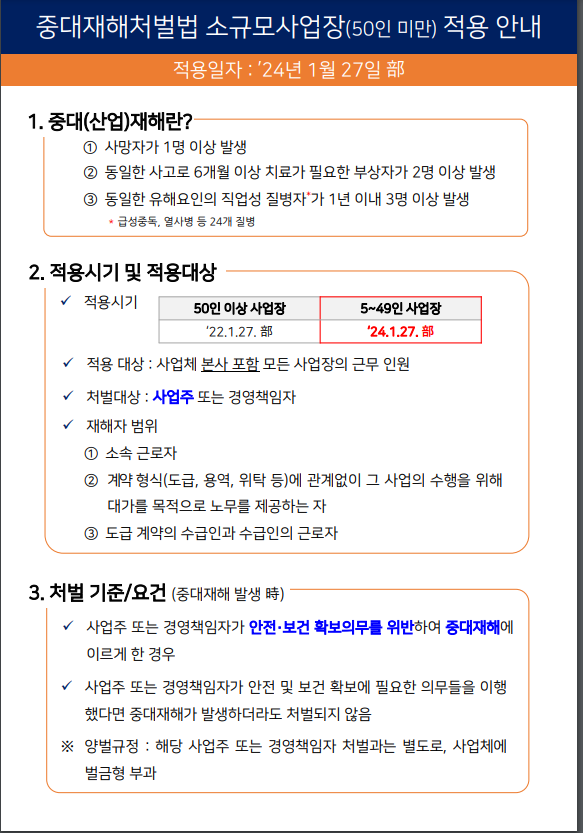 중대재해처벌법 소규모사업장(50인 미만) 적용 안내
적용일자 : ‘24년 1월 27일 部
1. 중대(산업)재해란?
① 사망자가 1명 이상 발생
② 동일한 사고로 6개월 이상 치료가 필요한 부상자가 2명 이상 발생
③ 동일한 유해요인의 직업성 질병자*가 1년 이내 3명 이상 발생
* 급성중독, 열사병 등 24개 질병
2. 적용시기 및 적용대상
✓ 적용시기
50인 이상 사업장 5~49인 사업장
‘22.1.27. 部 ‘24.1.27. 部
✓ 적용 대상 : 사업체 본사 포함 모든 사업장의 근무 인원
✓ 처벌대상 : 사업주 또는 경영책임자
✓ 재해자 범위
① 소속 근로자
② 계약 형식(도급, 용역, 위탁 등)에 관계없이 그 사업의 수행을 위해
대가를 목적으로 노무를 제공하는 자
③ 도급 계약의 수급인과 수급인의 근로자
3. 처벌 기준/요건 (중대재해 발생 時)
✓ 사업주 또는 경영책임자가 안전·보건 확보의무를 위반하여 중대재해에
이르게 한 경우
✓ 사업주 또는 경영책임자가 안전 및 보건 확보에 필요한 의무들을 이행
했다면 중대재해가 발생하더라도 처벌되지 않음
※ 양벌규정 : 해당 사업주 또는 경영책임자 처벌과는 별도로, 사업체에
벌금형 부과